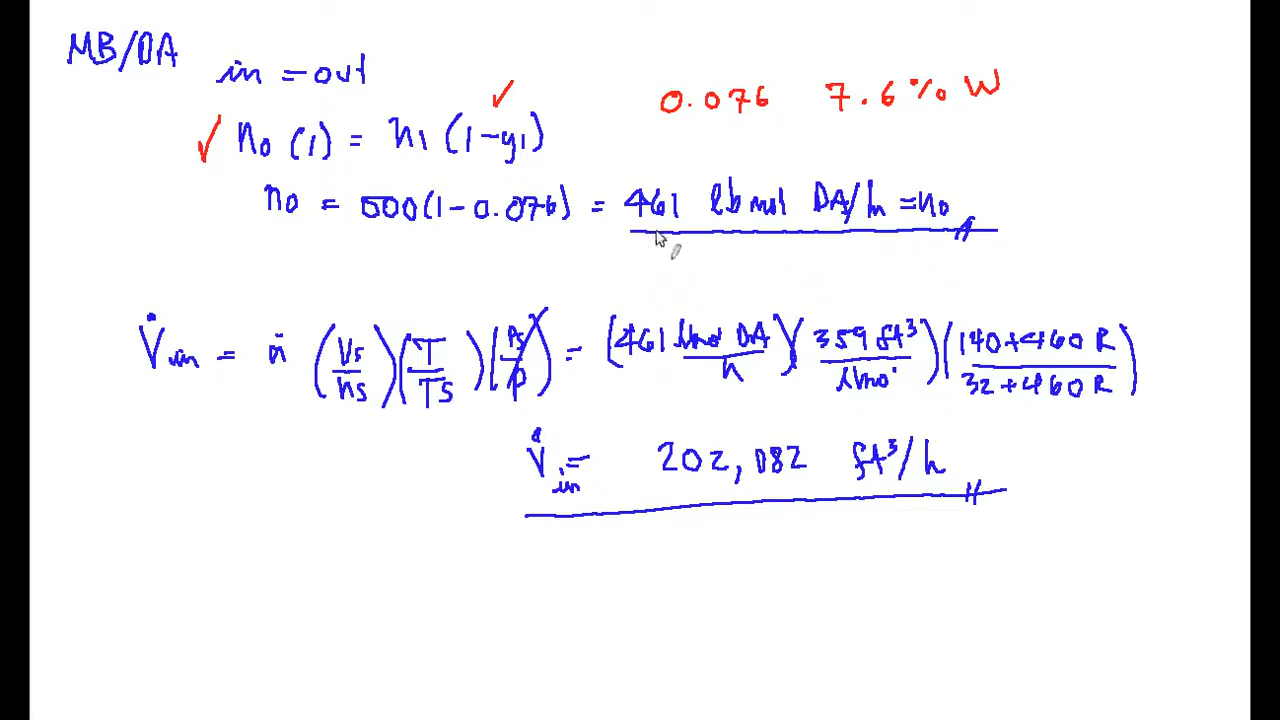 MB/DA
in = out
0.076 7.6% W
✓ n0 (1) = n1 (1-y1) ✓
n0 = 500(1-0.076) = 461 lbmol DA/h = n0
V̇in = ṅ (Vs/ns)(T/Ts)(Ps/P) = (461 lbmol DA/h)(359 ft³/lbmol)(140+460 R/32+460 R)
V̇in = 202,082 ft³/h